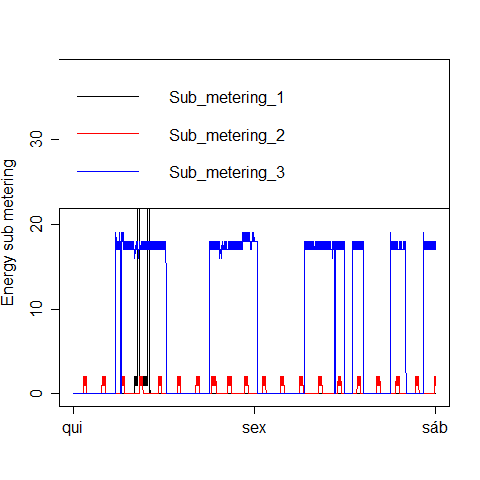 Sub_metering_1
Sub_metering_2
Sub_metering_3
Energy sub metering
30
20
10
0
qui sex sáb